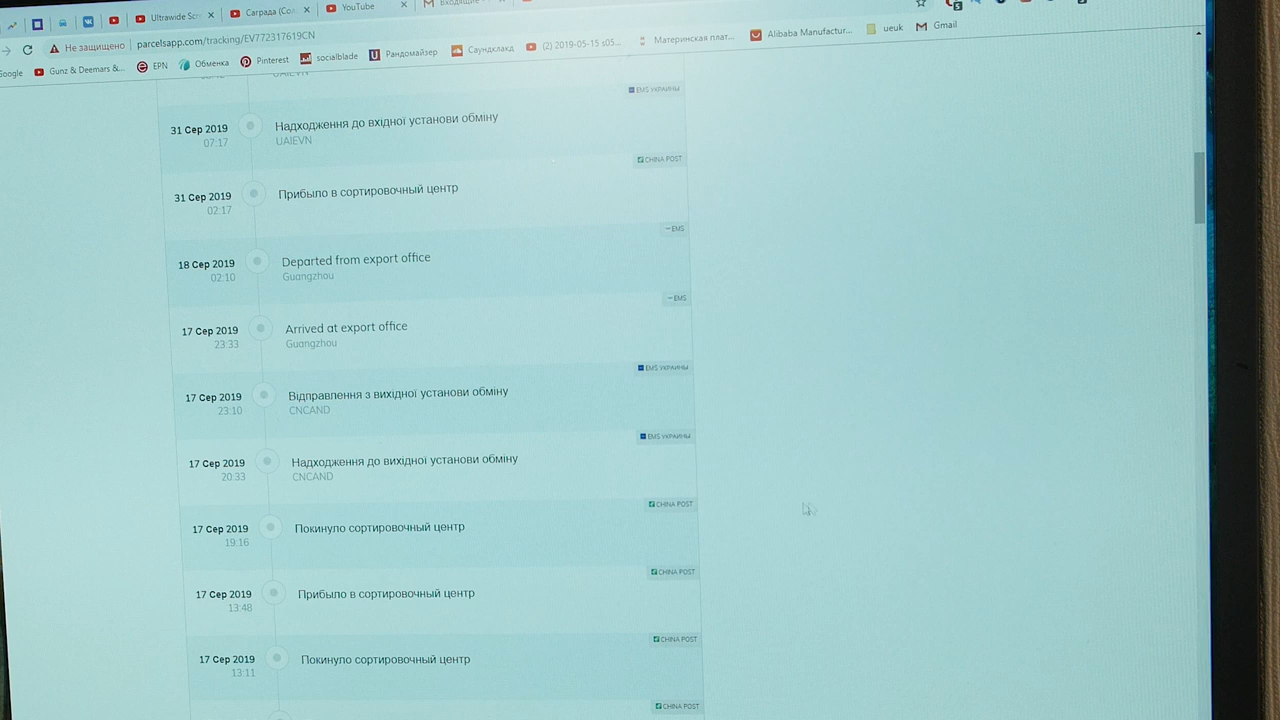 Ultrawide Scr
Саграда (Со
YouTube
Не защищено | parcelsapp.com/tracking/EV772317619CN
Google
Gunz & Deemars &...
EPN
Обменка
Pinterest
socialblade
Рандомайзер
Саундклауд
(2) 2019-05-15 s05...
Материнская плат...
Alibaba Manufactur...
ueuk
Gmail
EMS УКРАИНЫ
31 Сер 2019
07:17
Надходження до вхідної установи обміну
UAIEVN
CHINA POST
31 Сер 2019
02:17
Прибыло в сортировочный центр
EMS
18 Сер 2019
02:10
Departed from export office
Guangzhou
EMS
17 Сер 2019
23:33
Arrived at export office
Guangzhou
EMS УКРАИНЫ
17 Сер 2019
23:10
Відправлення з вихідної установи обміну
CNCAND
EMS УКРАИНЫ
17 Сер 2019
20:33
Надходження до вихідної установи обміну
CNCAND
CHINA POST
17 Сер 2019
19:16
Покинуло сортировочный центр
CHINA POST
17 Сер 2019
13:48
Прибыло в сортировочный центр
CHINA POST
17 Сер 2019
13:11
Покинуло сортировочный центр
CHINA POST